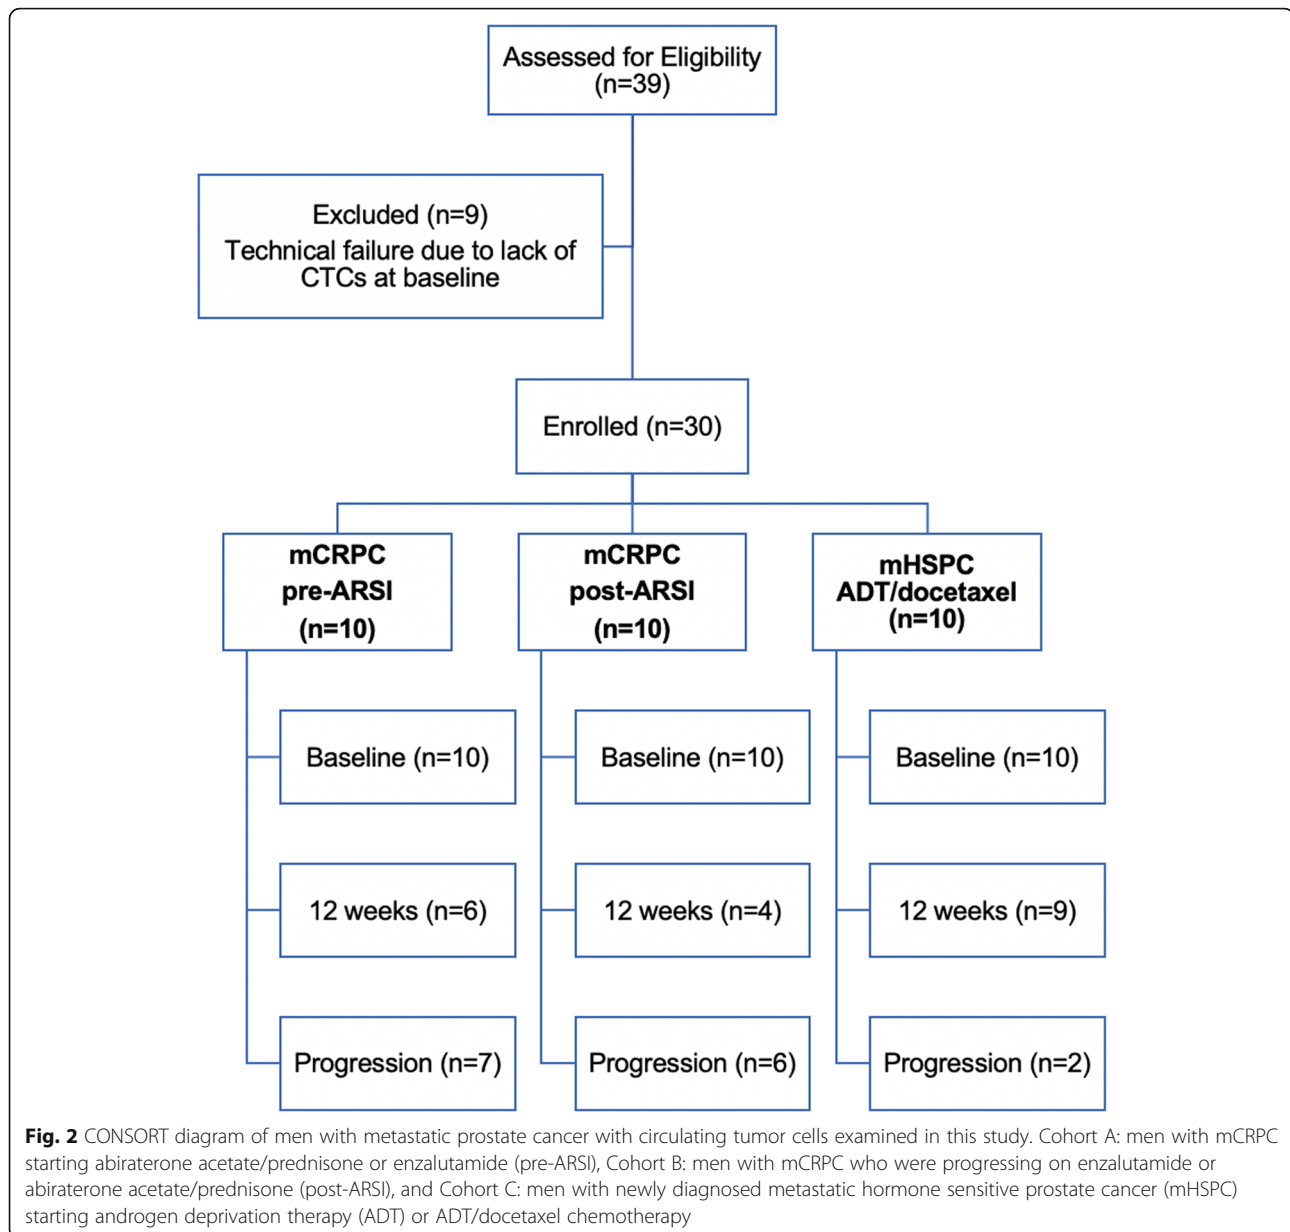 Assessed for Eligibility
(n=39)
Excluded (n=9)
Technical failure due to lack of
CTCs at baseline
Enrolled (n=30)
mCRPC
pre-ARSI
(n=10)
mCRPC
post-ARSI
(n=10)
mHSPC
ADT/docetaxel
(n=10)
Baseline (n=10)
Baseline (n=10)
Baseline (n=10)
12 weeks (n=6)
12 weeks (n=4)
12 weeks (n=9)
Progression (n=7)
Progression (n=6)
Progression (n=2)
Fig. 2 CONSORT diagram of men with metastatic prostate cancer with circulating tumor cells examined in this study. Cohort A: men with mCRPC
starting abiraterone acetate/prednisone or enzalutamide (pre-ARSI), Cohort B: men with mCRPC who were progressing on enzalutamide or
abiraterone acetate/prednisone (post-ARSI), and Cohort C: men with newly diagnosed metastatic hormone sensitive prostate cancer (mHSPC)
starting androgen deprivation therapy (ADT) or ADT/docetaxel chemotherapy